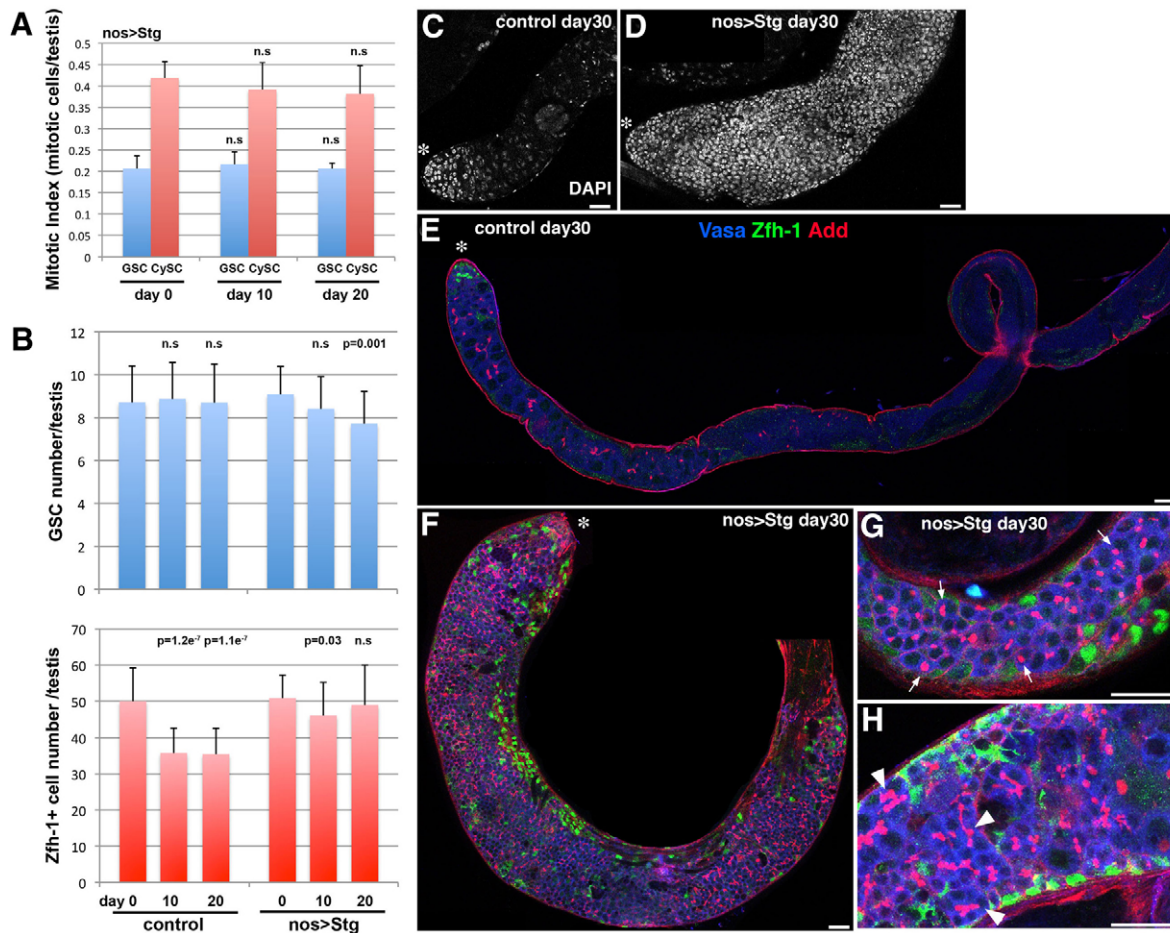 A
nos>Stg
Mitotic Index (mitotic cells/testis)
0.5
0.45
0.4
0.35
0.3
0.25
0.2
0.15
0.1
0.05
0
n.s
n.s
n.s
n.s
GSC CySC GSC CySC GSC CySC
day 0 day 10 day 20
B
GSC number/testis
12
10
8
6
4
2
0
n.s n.s n.s p=0.001
Zfh-1+ cell number /testis
70
60
50
40
30
20
10
0
p=1.2e-7 p=1.1e-7 p=0.03 n.s
day 0 10 20 0 10 20
control nos>Stg
C control day30
*
DAPI
D nos>Stg day30
*
E control day30 Vasa Zfh-1 Add
*
F nos>Stg day30
*
G nos>Stg day30
H